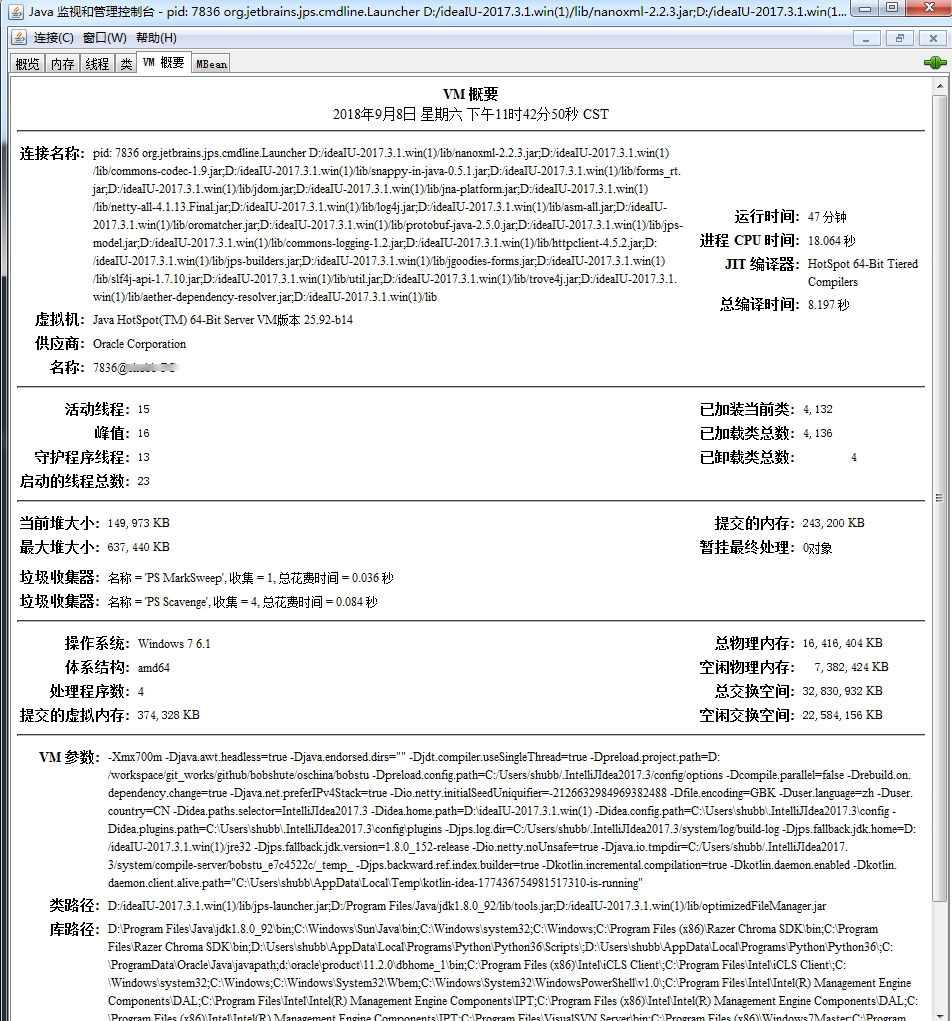 Java 监视和管理控制台 - pid: 7836 org.jetbrains.jps.cmdline.Launcher D:/ideaIU-2017.3.1.win(1)/lib/nanoxml-2.2.3.jar;D:/ideaIU-2017.3.1.win(1...
连接(C) 窗口(W) 帮助(H)
概览 内存 线程 类 VM 概要 MBean
VM 概要
2018年9月8日 星期六 下午11时42分50秒 CST
连接名称: pid: 7836 org.jetbrains.jps.cmdline.Launcher D:/ideaIU-2017.3.1.win(1)/lib/nanoxml-2.2.3.jar;D:/ideaIU-2017.3.1.win(1)
/lib/commons-codec-1.9.jar;D:/ideaIU-2017.3.1.win(1)/lib/snappy-in-java-0.5.1.jar;D:/ideaIU-2017.3.1.win(1)/lib/forms_rt.
jar;D:/ideaIU-2017.3.1.win(1)/lib/jdom.jar;D:/ideaIU-2017.3.1.win(1)/lib/jna-platform.jar;D:/ideaIU-2017.3.1.win(1)
/lib/netty-all-4.1.13.Final.jar;D:/ideaIU-2017.3.1.win(1)/lib/log4j.jar;D:/ideaIU-2017.3.1.win(1)/lib/asm-all.jar;D:/ideaIU-
2017.3.1.win(1)/lib/oromatcher.jar;D:/ideaIU-2017.3.1.win(1)/lib/protobuf-java-2.5.0.jar;D:/ideaIU-2017.3.1.win(1)/lib/jps-
model.jar;D:/ideaIU-2017.3.1.win(1)/lib/commons-logging-1.2.jar;D:/ideaIU-2017.3.1.win(1)/lib/httpclient-4.5.2.jar;D:
/ideaIU-2017.3.1.win(1)/lib/jps-builders.jar;D:/ideaIU-2017.3.1.win(1)/lib/jgoodies-forms.jar;D:/ideaIU-2017.3.1.win(1)
/lib/slf4j-api-1.7.10.jar;D:/ideaIU-2017.3.1.win(1)/lib/util.jar;D:/ideaIU-2017.3.1.win(1)/lib/trove4j.jar;D:/ideaIU-2017.3.1.
win(1)/lib/aether-dependency-resolver.jar;D:/ideaIU-2017.3.1.win(1)/lib
虚拟机: Java HotSpot(TM) 64-Bit Server VM版本 25.92-b14
供应商: Oracle Corporation
名称: 7836@
运行时间: 47 分钟
进程 CPU 时间: 18.064 秒
JIT 编译器: HotSpot 64-Bit Tiered
Compilers
总编译时间: 8.197 秒
活动线程: 15
峰值: 16
守护程序线程: 13
启动的线程总数: 23
已加装当前类: 4,132
已加载类总数: 4,136
已卸载类总数: 4
当前堆大小: 149,973 KB
最大堆大小: 637,440 KB
提交的内存: 243,200 KB
暂挂最终处理: 0对象
垃圾收集器: 名称 = 'PS MarkSweep', 收集 = 1, 总花费时间 = 0.036 秒
垃圾收集器: 名称 = 'PS Scavenge', 收集 = 4, 总花费时间 = 0.084 秒
操作系统: Windows 7 6.1
体系结构: amd64
处理程序数: 4
提交的虚拟内存: 374,328 KB
总物理内存: 16,416,404 KB
空闲物理内存: 7,382,424 KB
总交换空间: 32,830,932 KB
空闲交换空间: 22,584,156 KB
VM 参数: -Xmx700m -Djava.awt.headless=true -Djava.endorsed.dirs="" -Djdt.compiler.useSingleThread=true -Dpreload.project.path=D:
/workspace/git_works/github/bobshute/oschina/bobstu -Dpreload.config.path=C:/Users/shubb/.IntelliJIdea2017.3/config/options -Dcompile.parallel=false -Drebuild.on.
dependency.change=true -Djava.net.preferIPv4Stack=true -Dio.netty.initialSeedUniquifier=-2126632984969382488 -Dfile.encoding=GBK -Duser.language=zh -Duser.
country=CN -Didea.paths.selector=IntelliJIdea2017.3 -Didea.home.path=D:\ideaIU-2017.3.1.win(1) -Didea.config.path=C:\Users\shubb\.IntelliJIdea2017.3\config -
Didea.plugins.path=C:\Users\shubb\.IntelliJIdea2017.3\config\plugins -Djps.log.dir=C:/Users/shubb/.IntelliJIdea2017.3/system/log/build-log -Djps.fallback.jdk.home=D:
/ideaIU-2017.3.1.win(1)/jre32 -Djps.fallback.jdk.version=1.8.0_152-release -Dio.netty.noUnsafe=true -Djava.io.tmpdir=C:/Users/shubb/.IntelliJIdea2017.
3/system/compile-server/bobstu_e7c4522c/_temp_ -Djps.backward.ref.index.builder=true -Dkotlin.incremental.compilation=true -Dkotlin.daemon.enabled -Dkotlin.
daemon.client.alive.path="C:\Users\shubb\AppData\Local\Temp\kotlin-idea-177436754981517310-is-running"
类路径: D:/ideaIU-2017.3.1.win(1)/lib/jps-launcher.jar;D:/Program Files/Java/jdk1.8.0_92/lib/tools.jar;D:/ideaIU-2017.3.1.win(1)/lib/optimizedFileManager.jar
库路径: D:\Program Files\Java\jdk1.8.0_92\bin;C:\Windows\Sun\Java\bin;C:\Windows\system32;C:\Windows;C:\Program Files (x86)\Razer Chroma SDK\bin;C:\Program
Files\Razer Chroma SDK\bin;D:\Users\shubb\AppData\Local\Programs\Python\Python36\Scripts\;D:\Users\shubb\AppData\Local\Programs\Python\Python36\;C:
\ProgramData\Oracle\Java\javapath;d:\oracle\product\11.2.0\dbhome_1\bin;C:\Program Files (x86)\Intel\iCLS Client\;C:\Program Files\Intel\iCLS Client\;C:
\Windows\system32;C:\Windows;C:\Windows\System32\Wbem;C:\Windows\System32\WindowsPowerShell\v1.0\;C:\Program Files\Intel\Intel(R) Management Engine
Components\DAL;C:\Program Files\Intel\Intel(R) Management Engine Components\IPT;C:\Program Files (x86)\Intel\Intel(R) Management Engine Components\DAL;C:
\Program Files (x86)\Intel\Intel(R) Management Engine Components\IPT;C:\Program Files\VisualSVN Server\bin;C:\Program Files (x86)\Windows7Master;C:\Program